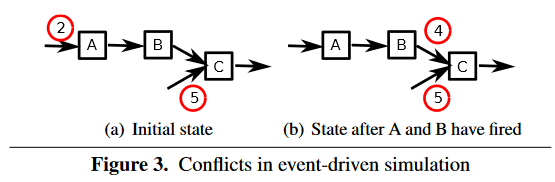 2
A
B
C
5
A
B
4
C
5
(a) Initial state
(b) State after A and B have fired
Figure 3. Conflicts in event-driven simulation